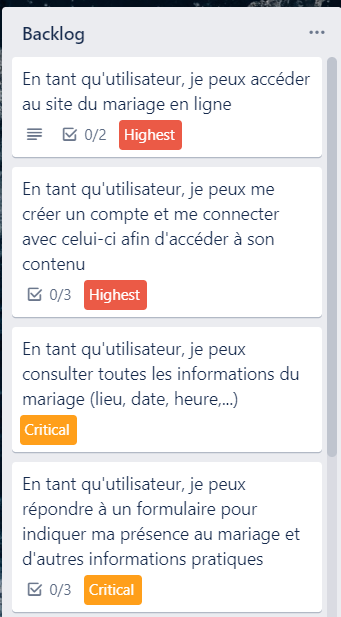 Backlog
En tant qu'utilisateur, je peux accéder
au site du mariage en ligne
0/2 Highest
En tant qu'utilisateur, je peux me
créer un compte et me connecter
avec celui-ci afin d'accéder à son
contenu
0/3 Highest
En tant qu'utilisateur, je peux
consulter toutes les informations du
mariage (lieu, date, heure,...)
Critical
En tant qu'utilisateur, je peux
répondre à un formulaire pour
indiquer ma présence au mariage et
d'autres informations pratiques
0/3 Critical